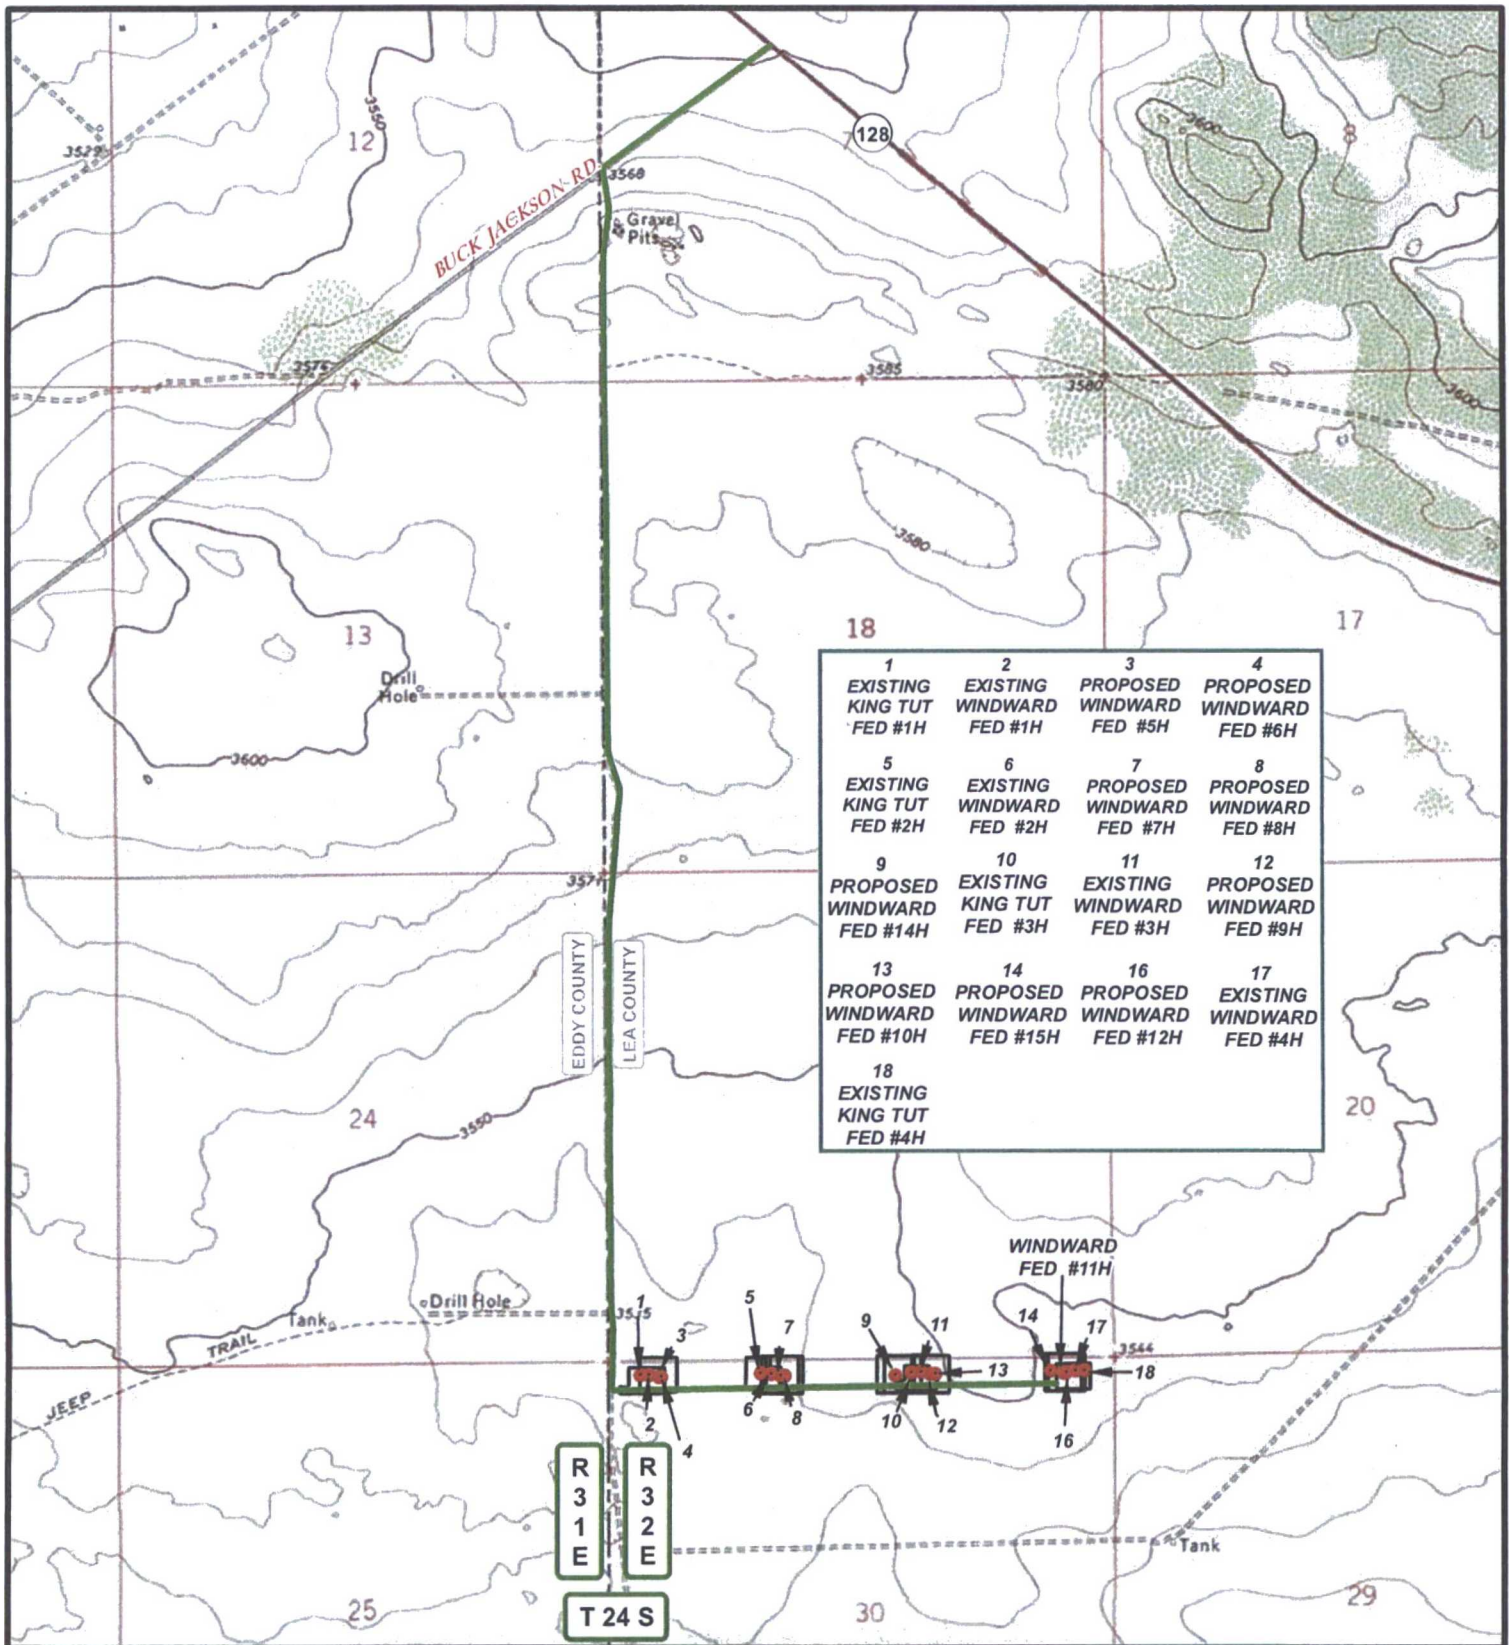 3550
12
3529
128
8
3600
7
BUCK JACKSON RD
3568
Gravel
Pits
3576
3585
3580
3600
3580
13
18
17
Drill
Hole
3600
1
EXISTING
KING TUT
FED #1H
2
EXISTING
WINDWARD
FED #1H
3
PROPOSED
WINDWARD
FED #5H
4
PROPOSED
WINDWARD
FED #6H
5
EXISTING
KING TUT
FED #2H
6
EXISTING
WINDWARD
FED #2H
7
PROPOSED
WINDWARD
FED #7H
8
PROPOSED
WINDWARD
FED #8H
9
PROPOSED
WINDWARD
FED #14H
10
EXISTING
KING TUT
FED #3H
11
EXISTING
WINDWARD
FED #3H
12
PROPOSED
WINDWARD
FED #9H
13
PROPOSED
WINDWARD
FED #10H
14
PROPOSED
WINDWARD
FED #15H
16
PROPOSED
WINDWARD
FED #12H
17
EXISTING
WINDWARD
FED #4H
18
EXISTING
KING TUT
FED #4H
3571
EDDY COUNTY
LEA COUNTY
24
3550
20
WINDWARD
FED #11H
Drill Hole
Tank
TRAIL
JEEP
1
3
5
7
9
11
14
17
3544
13
18
2
4
6
8
10
12
16
R
3
1
E
R
3
2
E
Tank
25
T 24 S
30
29